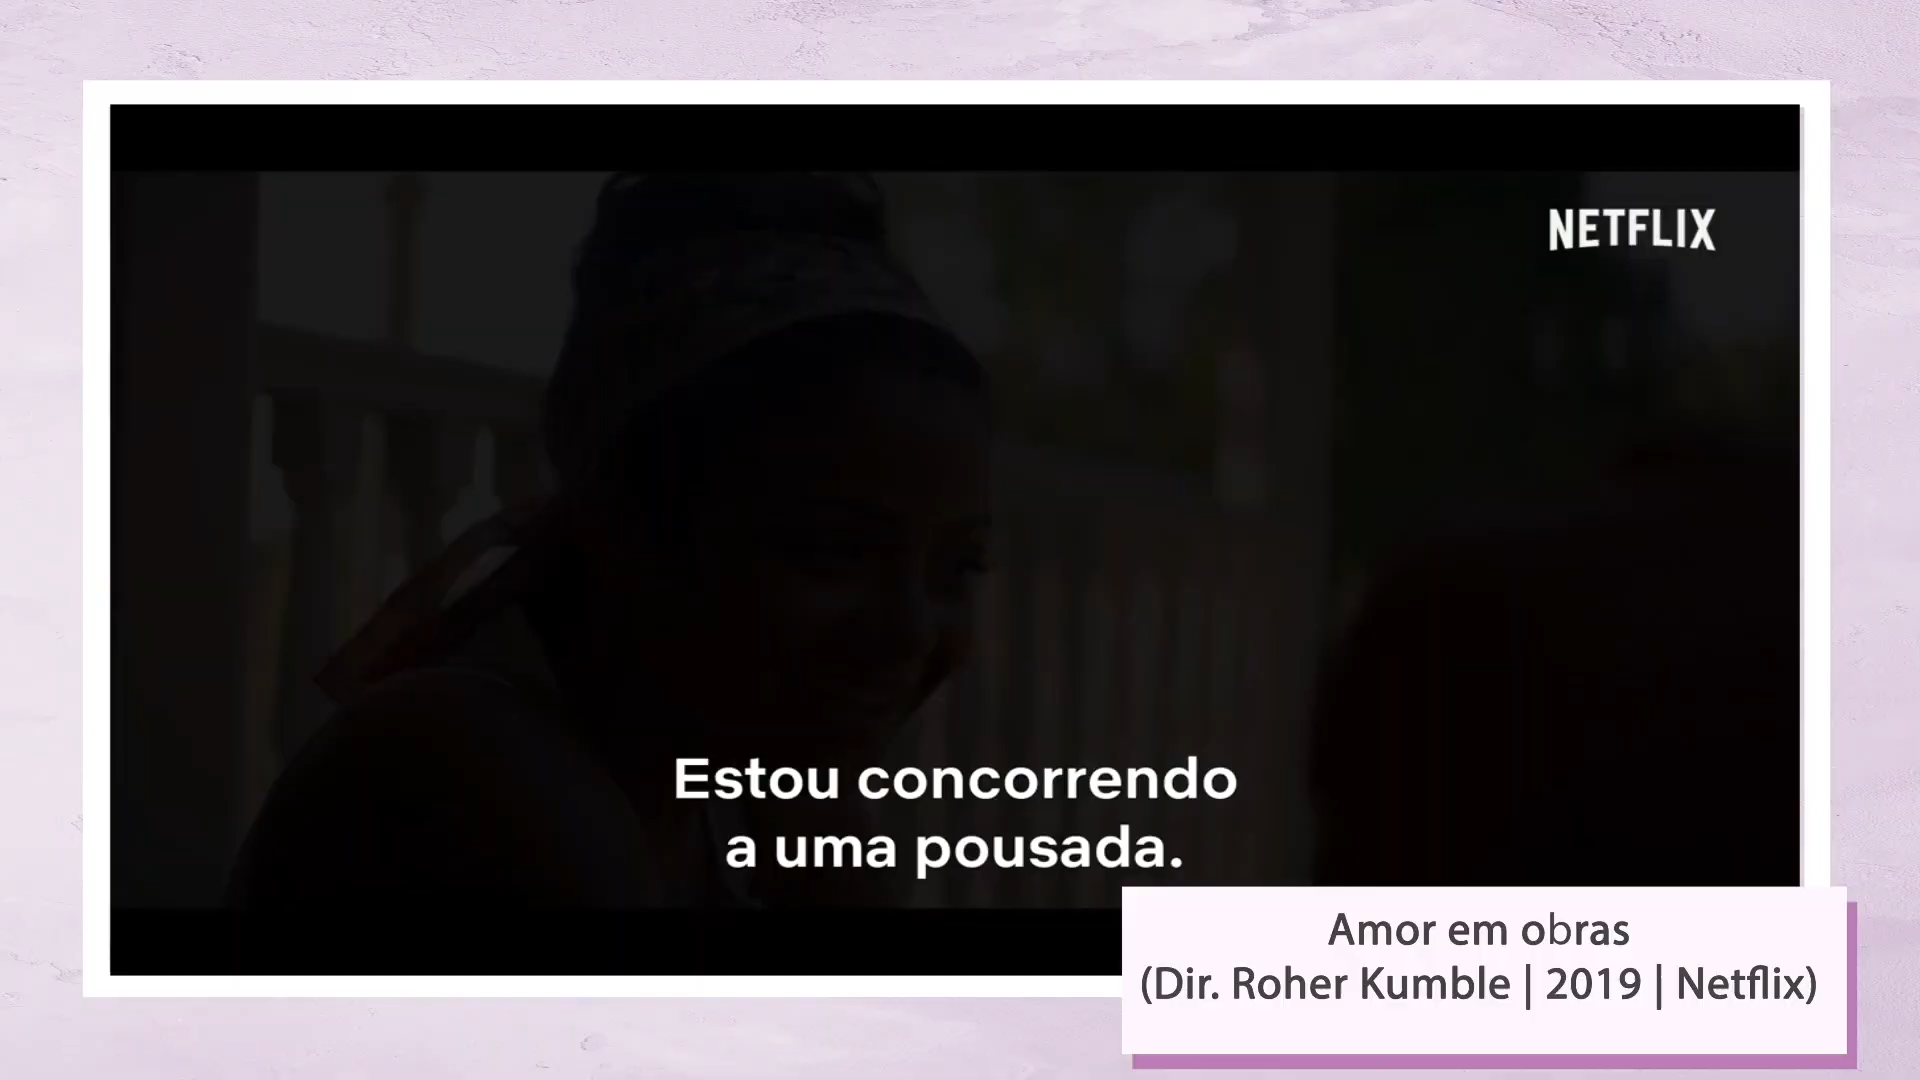 NETFLIX
Estou concorrendo
a uma pousada.
Amor em obras
(Dir. Roher Kumble | 2019 | Netflix)